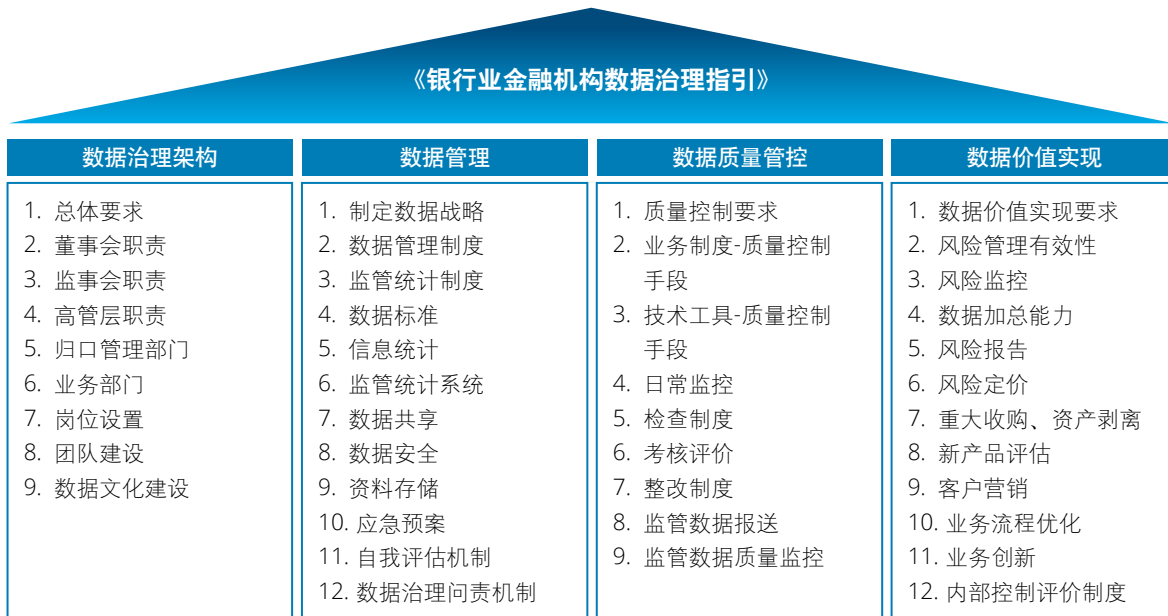 《银行业金融机构数据治理指引》
数据治理架构
1. 总体要求
2. 董事会职责
3. 监事会职责
4. 高管层职责
5. 归口管理部门
6. 业务部门
7. 岗位设置
8. 团队建设
9. 数据文化建设
数据管理
1. 制定数据战略
2. 数据管理制度
3. 监管统计制度
4. 数据标准
5. 信息统计
6. 监管统计系统
7. 数据共享
8. 数据安全
9. 资料存储
10. 应急预案
11. 自我评估机制
12. 数据治理问责机制
数据质量管控
1. 质量控制要求
2. 业务制度-质量控制
手段
3. 技术工具-质量控制
手段
4. 日常监控
5. 检查制度
6. 考核评价
7. 整改制度
8. 监管数据报送
9. 监管数据质量监控
数据价值实现
1. 数据价值实现要求
2. 风险管理有效性
3. 风险监控
4. 数据加总能力
5. 风险报告
6. 风险定价
7. 重大收购、资产剥离
8. 新产品评估
9. 客户营销
10. 业务流程优化
11. 业务创新
12. 内部控制评价制度